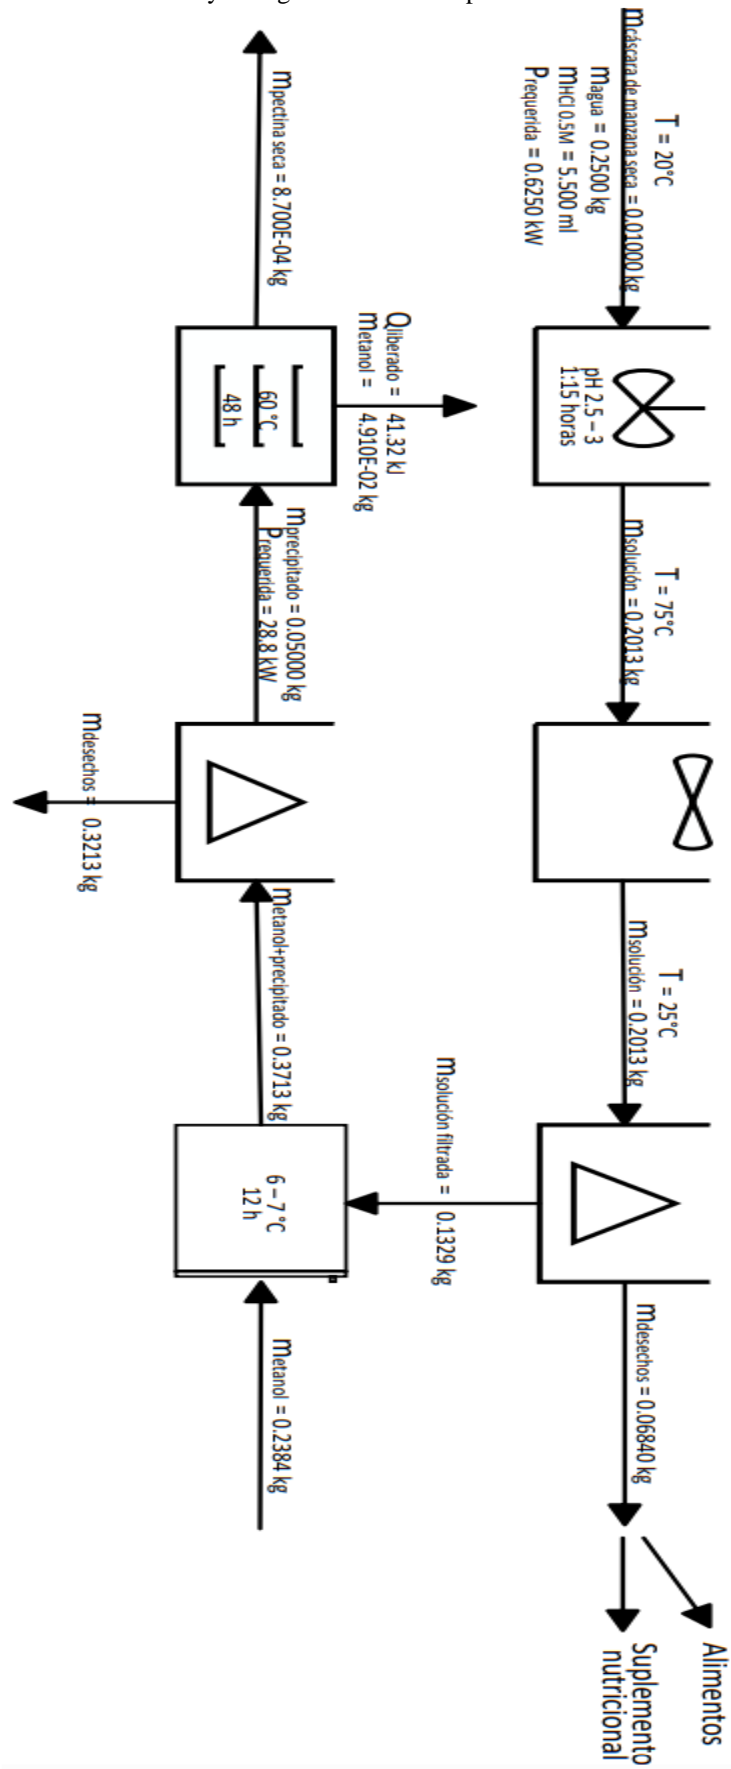 T = 20°C
mcáscara de manzana seca = 0.01000 kg
magua = 0.2500 kg
mHCl 0.5M = 5.500 ml
Prequerida = 0.6250 kW
pH 2.5 – 3
1:15 horas
T = 75°C
msolución = 0.2013 kg
T = 25°C
msolución = 0.2013 kg
mdesechos = 0.06840 kg
Alimentos
Suplemento
nutricional
msolución filtrada = 0.1329 kg
metanol = 0.2384 kg
6 – 7 °C
12 h
metanol+precipitado = 0.3713 kg
mdesechos = 0.3213 kg
mprecipitado = 0.05000 kg
Prequerida = 28.8 kW
60 °C
48 h
Qliberado = 41.32 kJ
metanol = 4.910E-02 kg
mpectina seca = 8.700E-04 kg